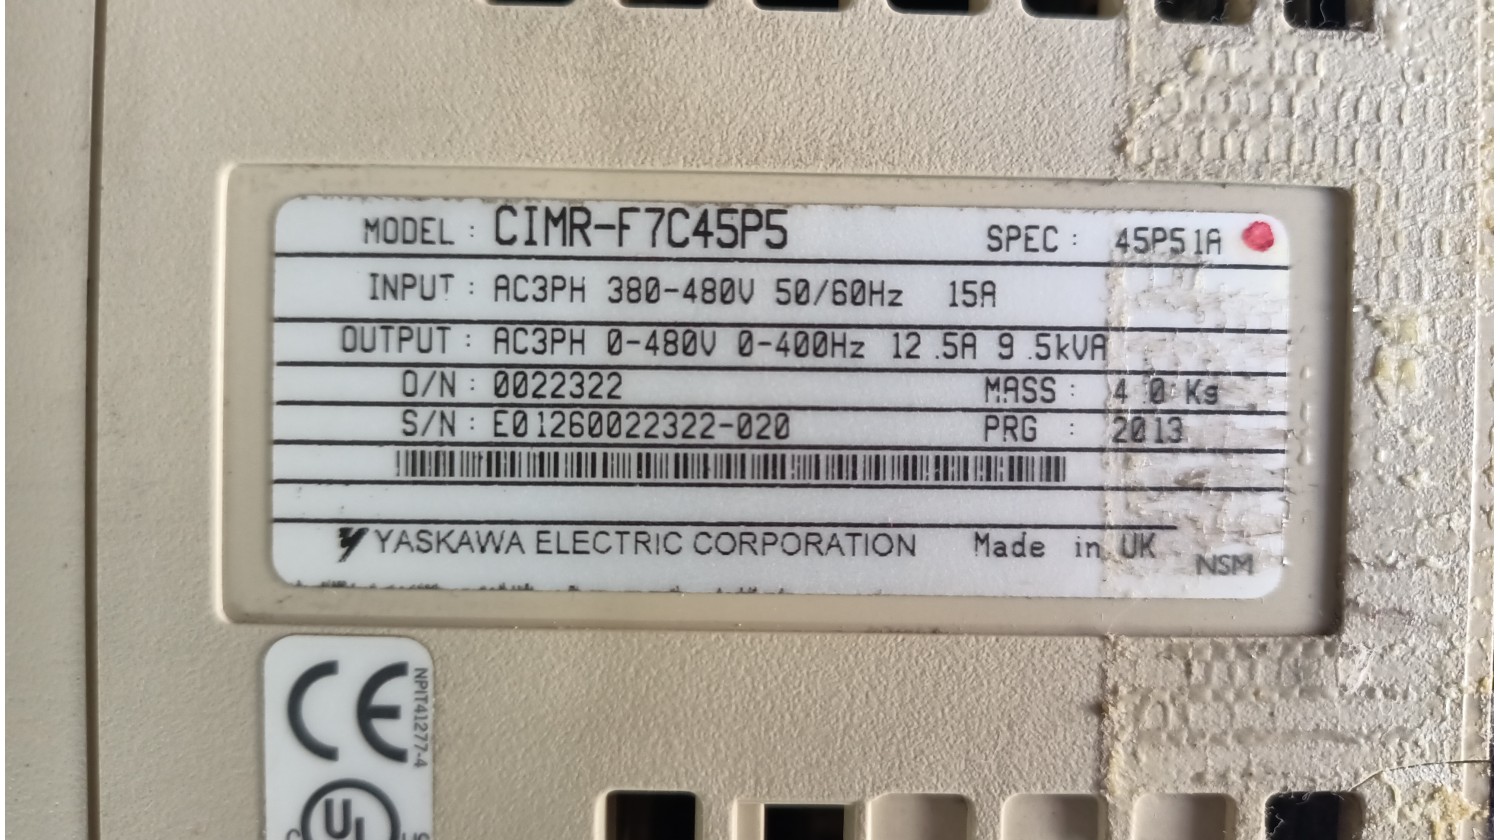 MODEL : CIMR-F7C45P5 SPEC : 45P51A
INPUT : AC3PH 380-480V 50/60Hz 15A
OUTPUT : AC3PH 0-480V 0-400Hz 12.5A 9.5kVA
O/N : 0022322 MASS : 4.0 Kg
S/N : E01260022322-020 PRG : 2013
YASKAWA ELECTRIC CORPORATION Made in UK
NSM
CE
NPIT41277-4
UL